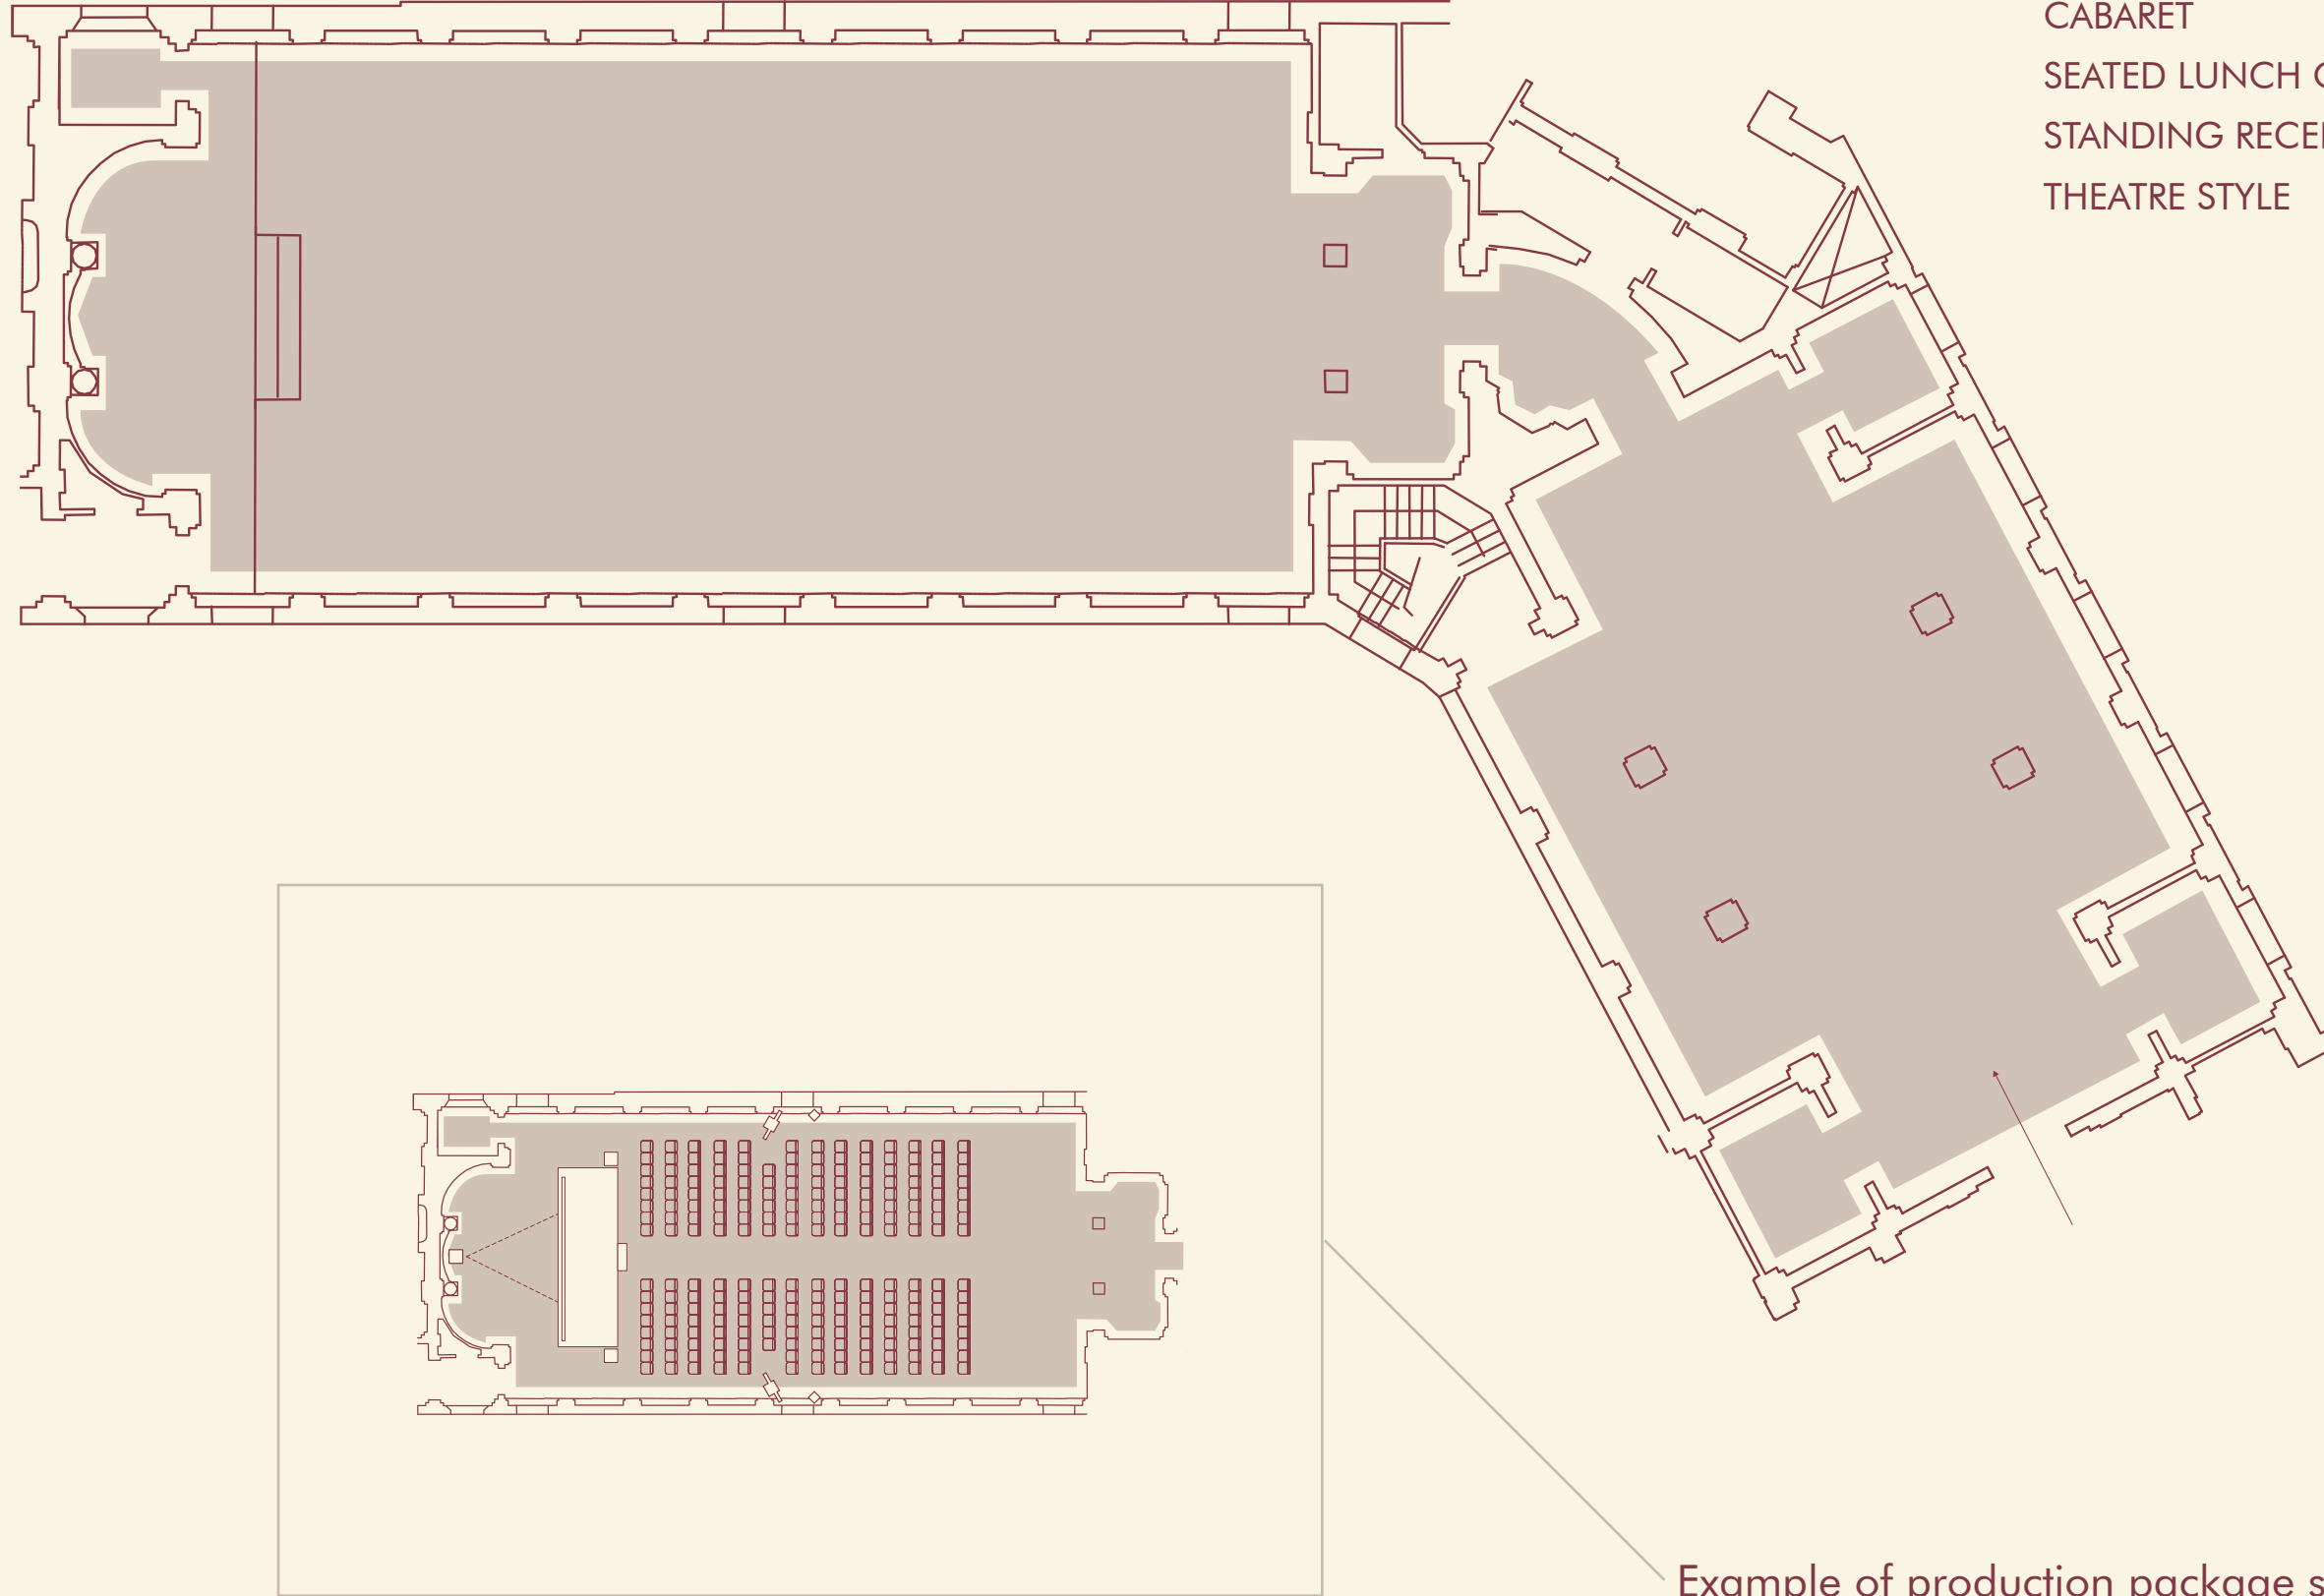 CABARET
SEATED LUNCH
STANDING
THEATRE STYLE
Example of production package